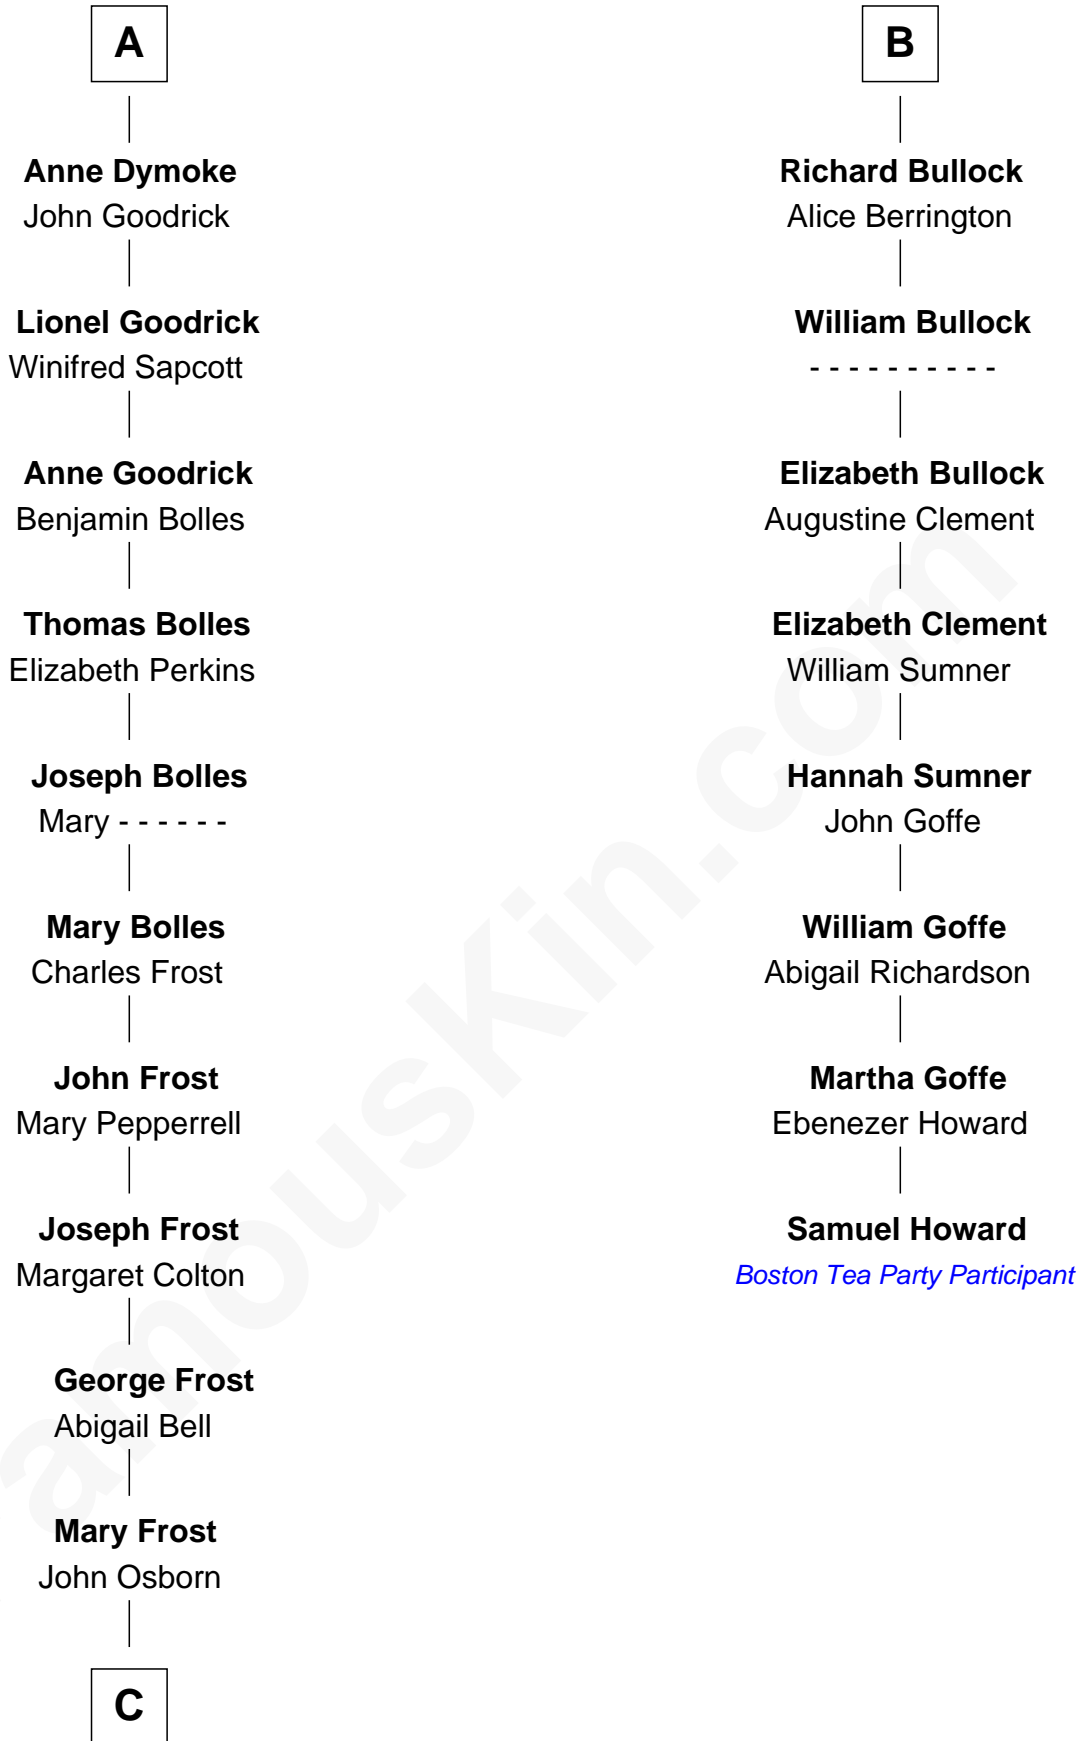 A
Anne Dymoke
John Goodrick
Lionel Goodrick
Winifred Sapcott
Anne Goodrick
Benjamin Bolles
Thomas Bolles
Elizabeth Perkins
Joseph Bolles
Mary - - - - - -
Mary Bolles
Charles Frost
John Frost
Mary Pepperrell
Joseph Frost
Margaret Colton
George Frost
Abigail Bell
Mary Frost
John Osborn
C
B
Richard Bullock
Alice Berrington
William Bullock
- - - - - - - - - -
Elizabeth Bullock
Augustine Clement
Elizabeth Clement
William Sumner
Hannah Sumner
John Goffe
William Goffe
Abigail Richardson
Martha Goffe
Ebenezer Howard
Samuel Howard
Boston Tea Party Participant
amousKin.com